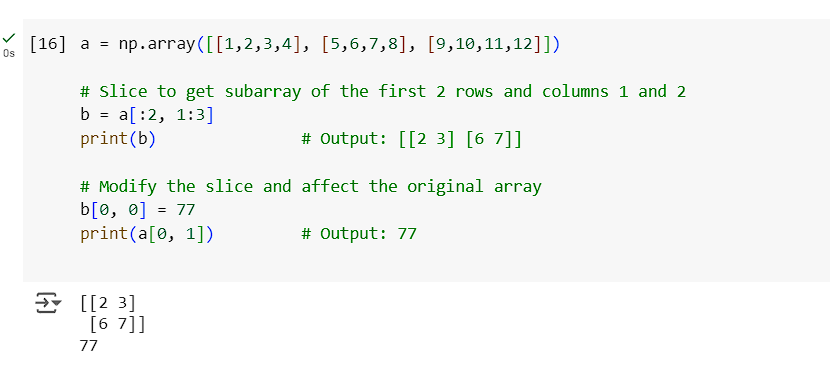 [16] a = np.array([[1,2,3,4], [5,6,7,8], [9,10,11,12]])
0s
# Slice to get subarray of the first 2 rows and columns 1 and 2
b = a[:2, 1:3]
print(b)               # Output: [[2 3] [6 7]]
# Modify the slice and affect the original array
b[0, 0] = 77
print(a[0, 1])         # Output: 77
[[2 3]
 [6 7]]
77